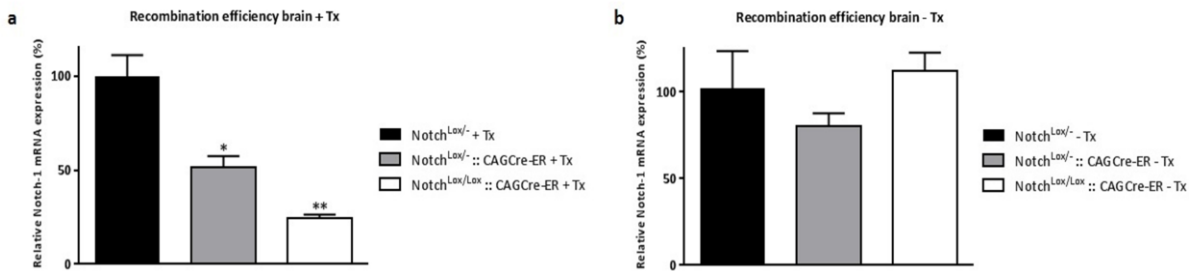 a
Recombination efficiency brain + Tx
Relative Notch-1 mRNA expression (%)
100
50
0
*
**
Notch^Lox/- + Tx
Notch^Lox/- :: CAGCre-ER + Tx
Notch^Lox/Lox :: CAGCre-ER + Tx
b
Recombination efficiency brain - Tx
Relative Notch-1 mRNA expression (%)
100
50
0
Notch^Lox/- - Tx
Notch^Lox/- :: CAGCre-ER - Tx
Notch^Lox/Lox :: CAGCre-ER - Tx